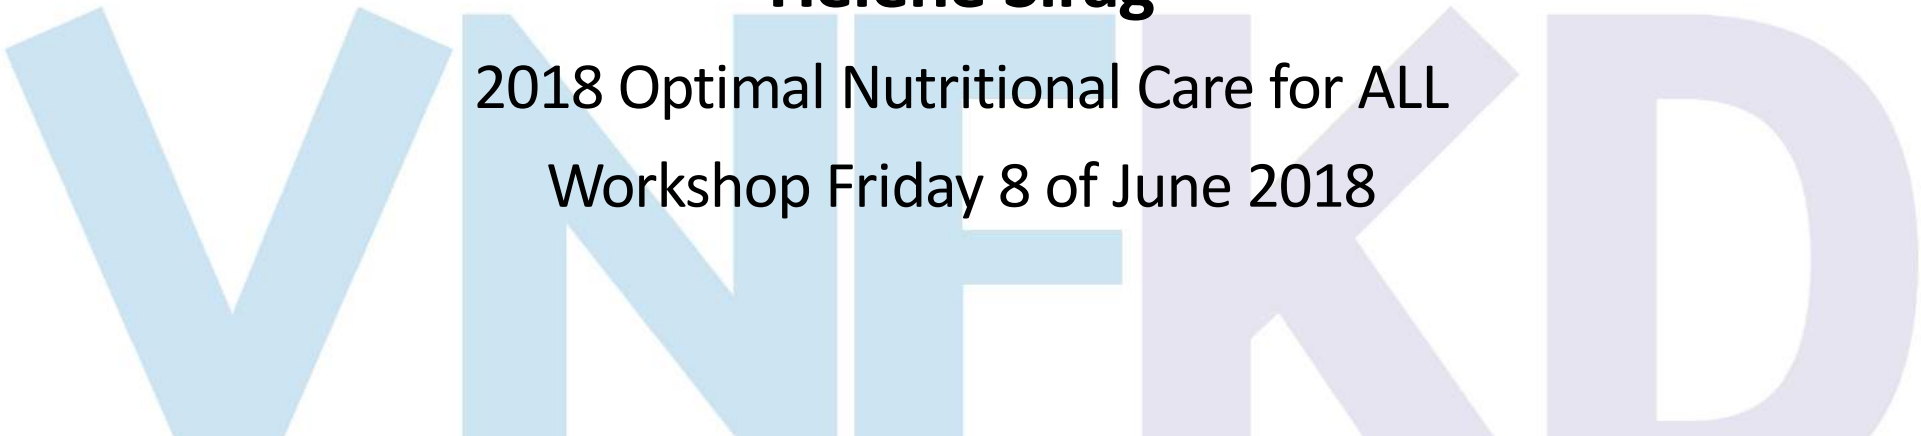 2018 Optimal Nutritional Care for ALL
Workshop Friday 8 of June 2018
VNFKD